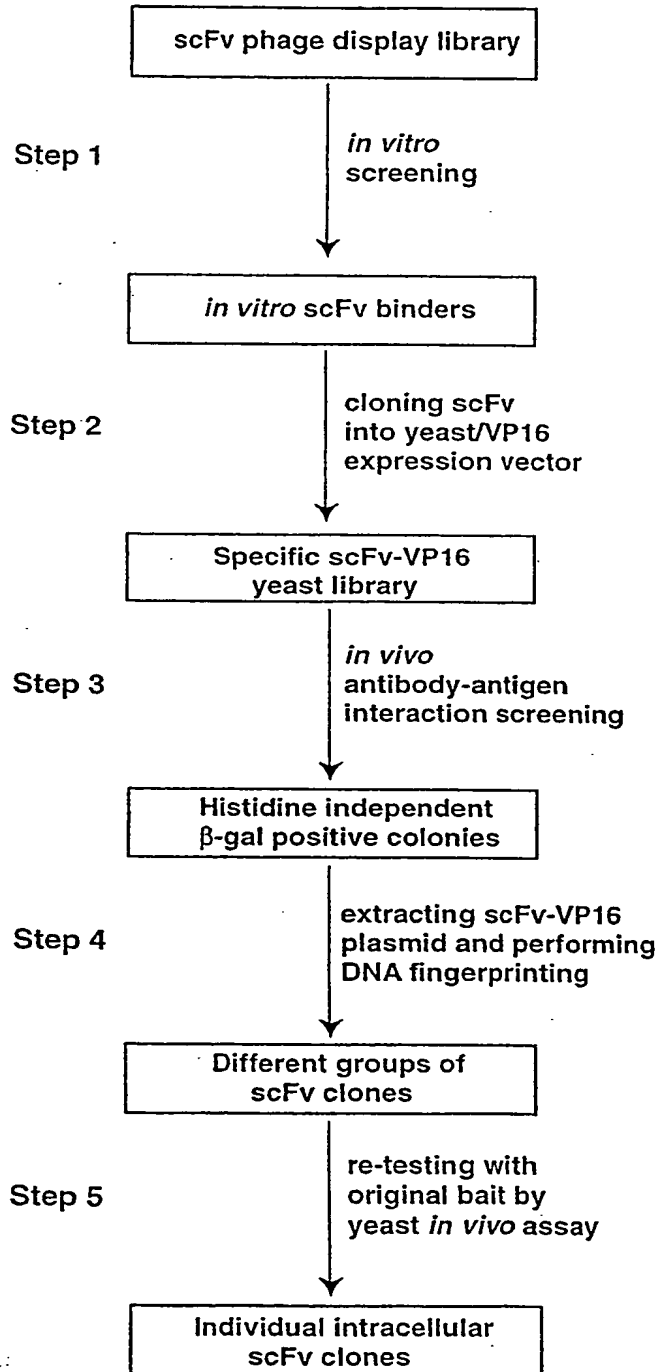 scFv phage display library
Step 1
in vitro
screening
in vitro scFv binders
Step 2
cloning scFv
into yeast/VP16
expression vector
Specific scFv-VP16
yeast library
Step 3
in vivo
antibody-antigen
interaction screening
Histidine independent
β-gal positive colonies
Step 4
extracting scFv-VP16
plasmid and performing
DNA fingerprinting
Different groups of
scFv clones
Step 5
re-testing with
original bait by
yeast in vivo assay
Individual intracellular
scFv clones